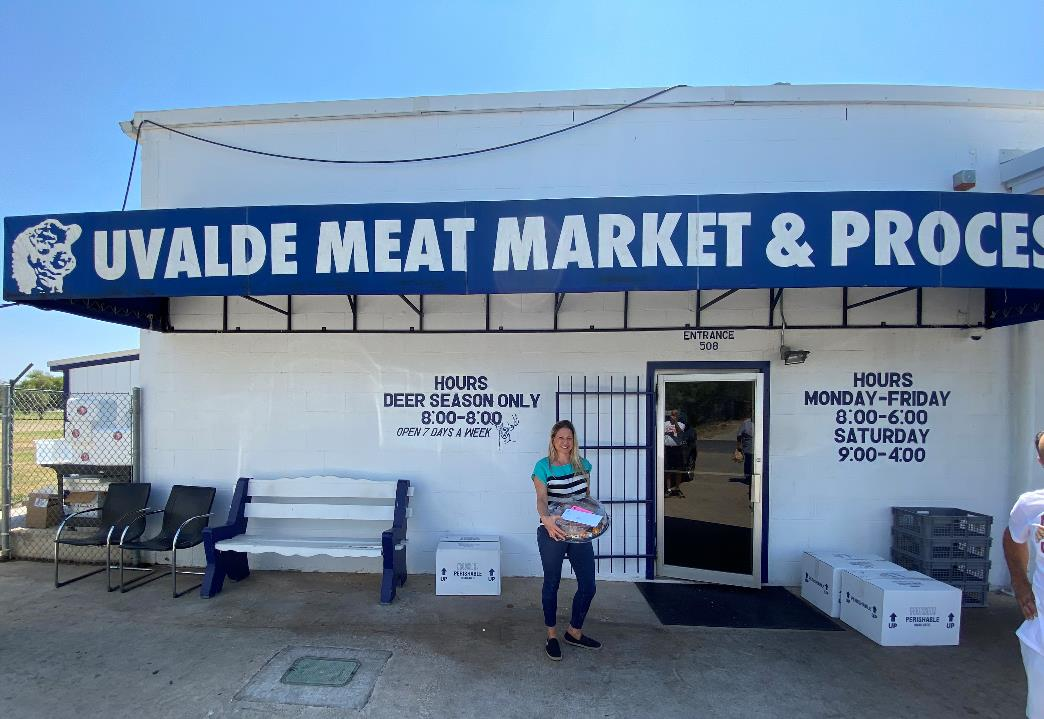 UVALDE MEAT MARKET & PROCES
ENTRANCE
508
HOURS
DEER SEASON ONLY
8:00-8:00
OPEN 7 DAYS A WEEK
HOURS
MONDAY-FRIDAY
8:00-6:00
SATURDAY
9:00-4:00
UP
PERISHABLE
UP
UP
PERISHABLE
UP